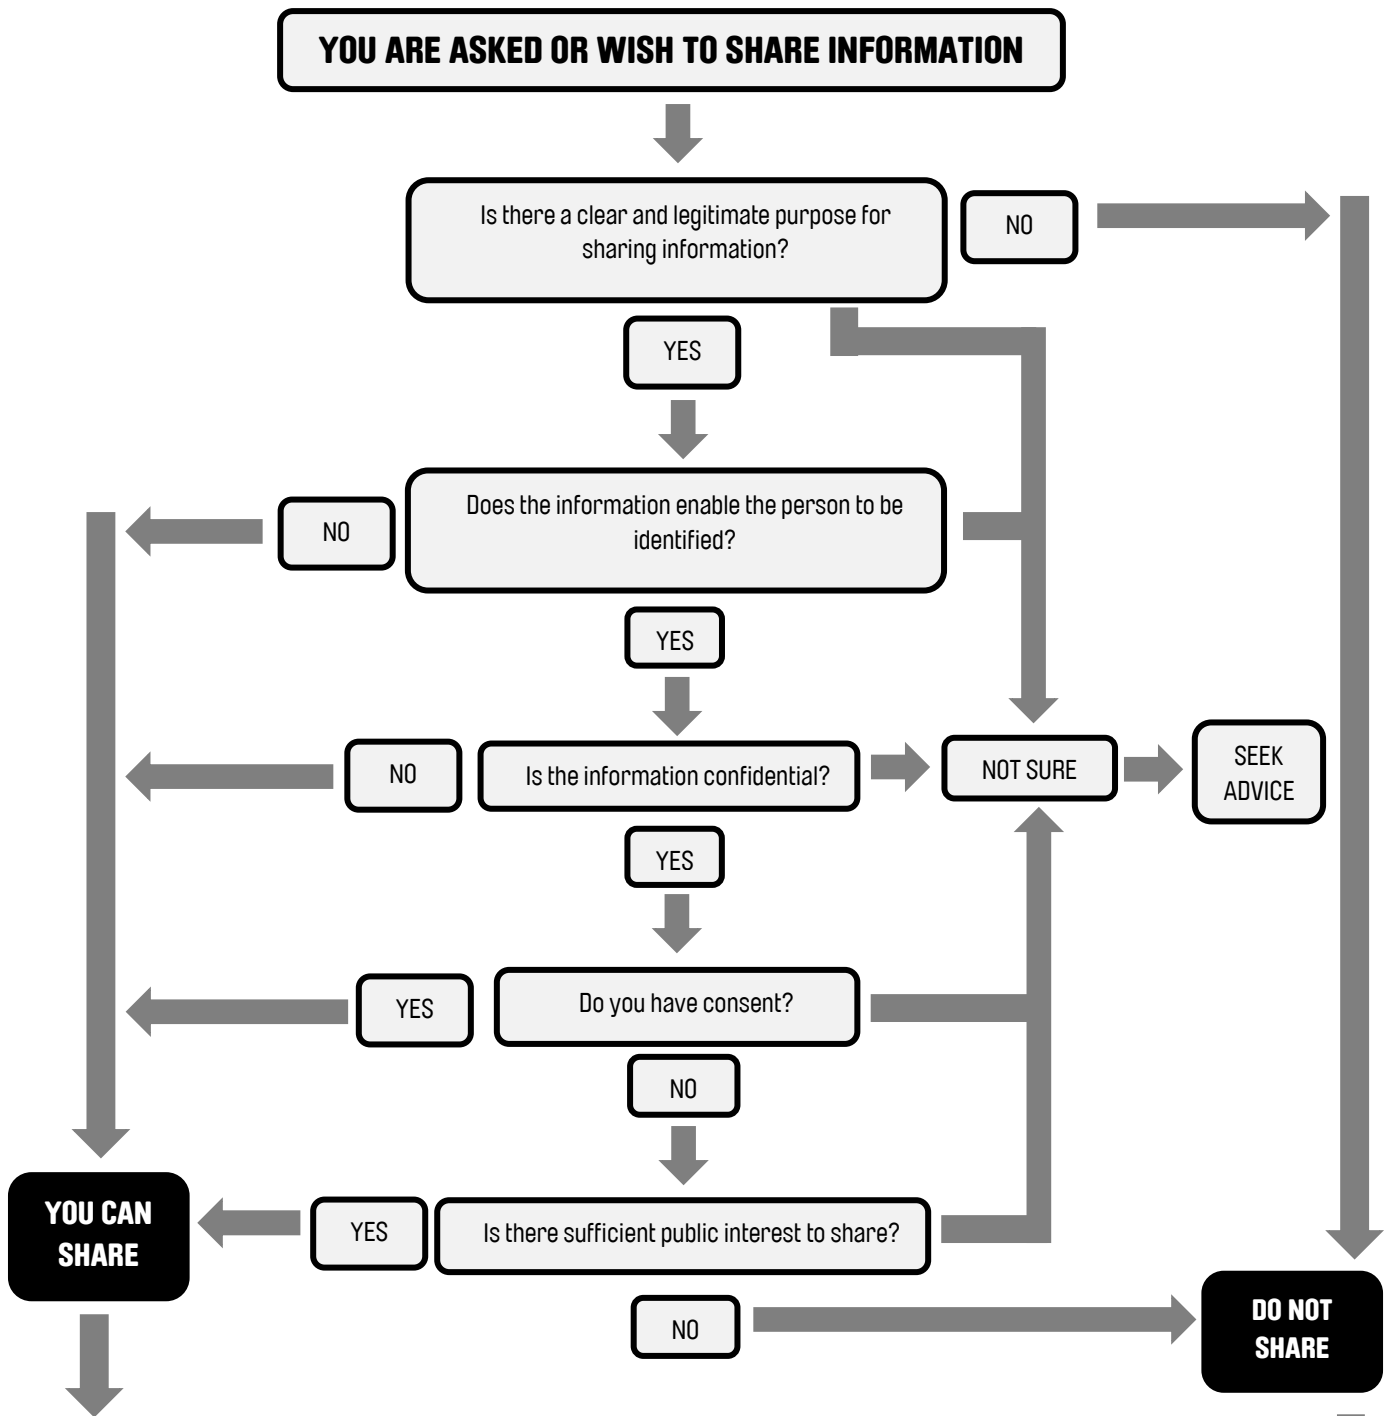 YOU ARE ASKED OR WISH TO SHARE INFORMATION
Is there a clear and legitimate purpose for
sharing information?
NO
YES
Does the information enable the person to be
identified?
NO
YES
NO
Is the information confidential?
NOT SURE
SEEK
ADVICE
YES
YES
Do you have consent?
NO
YOU CAN
SHARE
YES
Is there sufficient public interest to share?
NO
DO NOT
SHARE